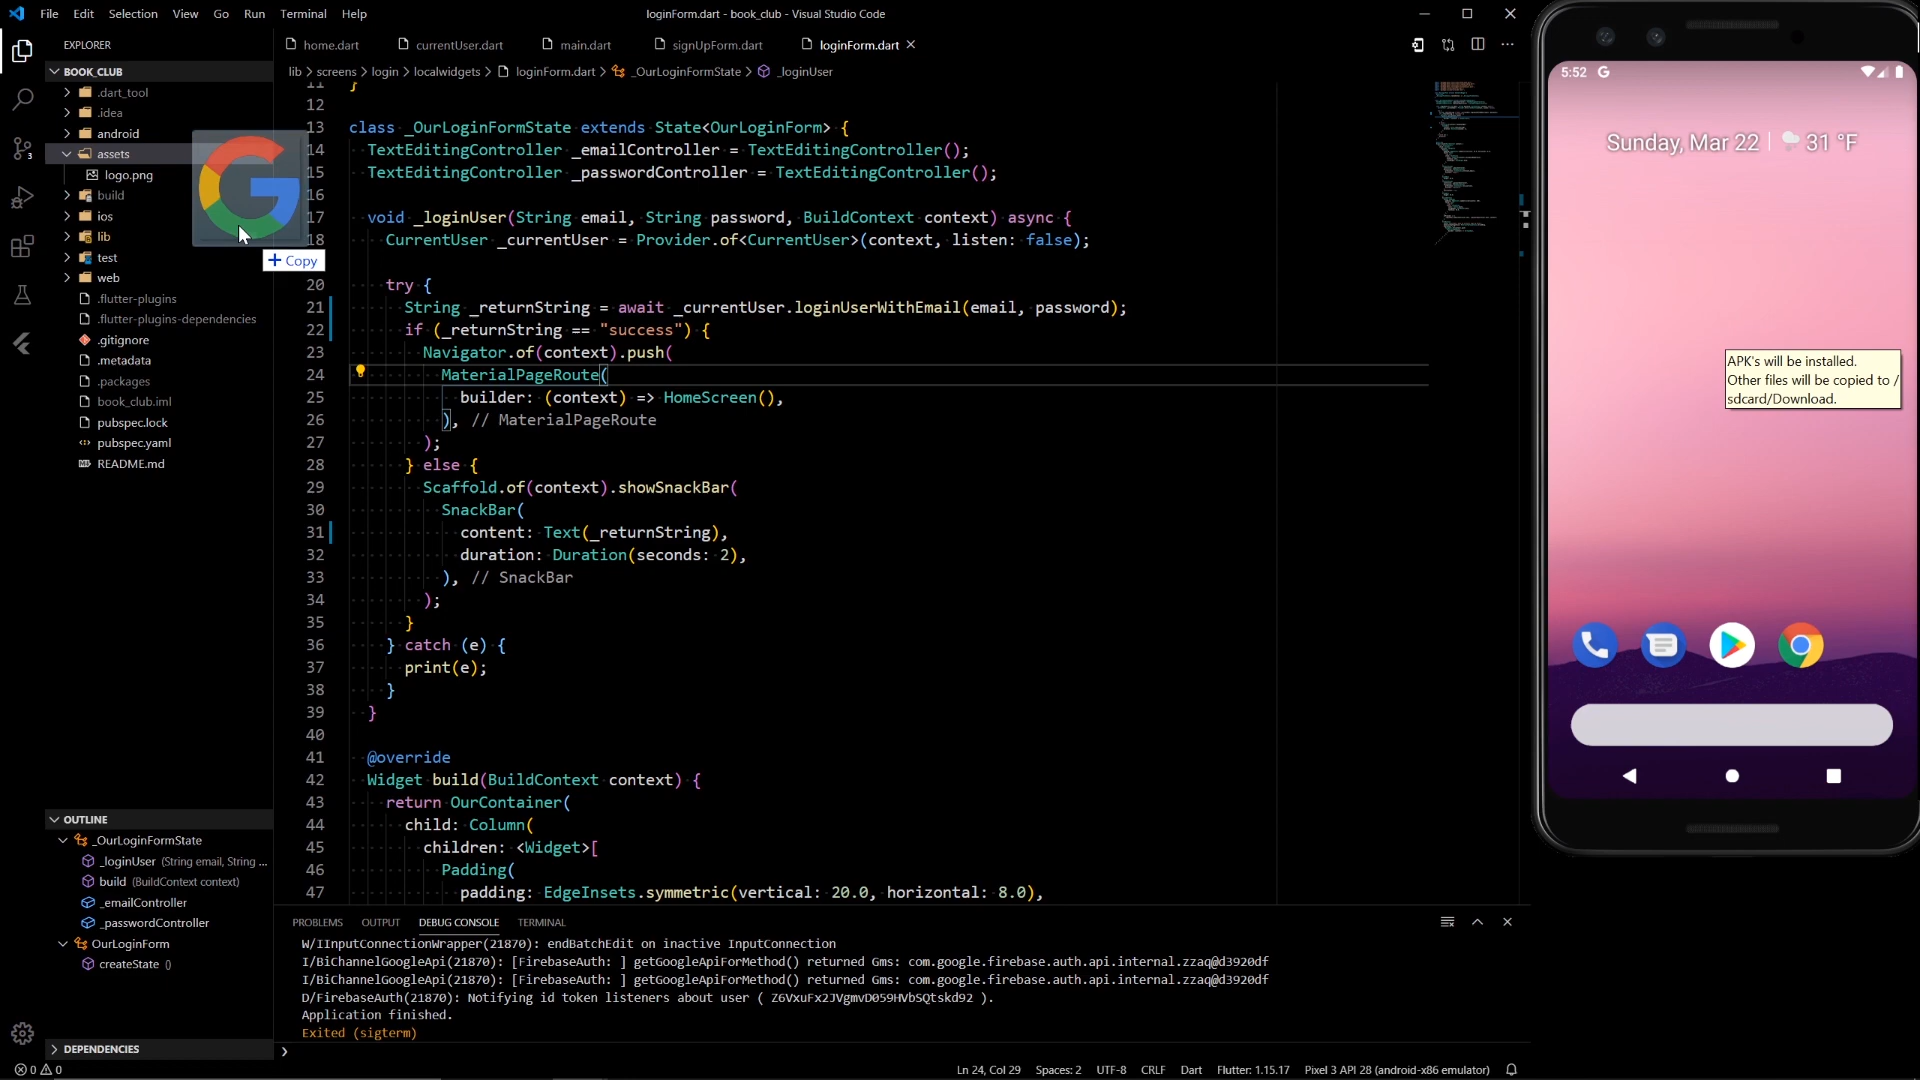 File Edit Selection View Go Run Terminal Help
loginForm.dart - book_club - Visual Studio Code
EXPLORER
BOOK_CLUB
.dart_tool
.idea
android
assets
logo.png
build
ios
lib
test
web
.flutter-plugins
.flutter-plugins-dependencies
.gitignore
.metadata
.packages
book_club.iml
pubspec.lock
pubspec.yaml
README.md
Copy
OUTLINE
_OurLoginFormState
_loginUser (String email, String ...
build (BuildContext context)
_emailController
_passwordController
OurLoginForm
createState ()
DEPENDENCIES
home.dart currentUser.dart main.dart signUpForm.dart loginForm.dart
lib > screens > login > localwidgets > loginForm.dart > _OurLoginFormState > _loginUser
11 }
12
13 class _OurLoginFormState extends State<OurLoginForm> {
14 TextEditingController _emailController = TextEditingController();
15 TextEditingController _passwordController = TextEditingController();
16
17 void _loginUser(String email, String password, BuildContext context) async {
18 CurrentUser _currentUser = Provider.of<CurrentUser>(context, listen: false);
20 try {
21 String _returnString = await _currentUser.loginUserWithEmail(email, password);
22 if (_returnString == "success") {
23 Navigator.of(context).push(
24 MaterialPageRoute(
25 builder: (context) => HomeScreen(),
26 ), // MaterialPageRoute
27 );
28 } else {
29 Scaffold.of(context).showSnackBar(
30 SnackBar(
31 content: Text(_returnString),
32 duration: Duration(seconds: 2),
33 ), // SnackBar
34 );
35 }
36 } catch (e) {
37 print(e);
38 }
39 }
40
41 @override
42 Widget build(BuildContext context) {
43 return OurContainer(
44 child: Column(
45 children: <Widget>[
46 Padding(
47 padding: EdgeInsets.symmetric(vertical: 20.0, horizontal: 8.0),
PROBLEMS OUTPUT DEBUG CONSOLE TERMINAL
W/IInputConnectionWrapper(21870): endBatchEdit on inactive InputConnection
I/BiChannelGoogleApi(21870): [FirebaseAuth: ] getGoogleApiForMethod() returned Gms: com.google.firebase.auth.api.internal.zzaq@d3920df
I/BiChannelGoogleApi(21870): [FirebaseAuth: ] getGoogleApiForMethod() returned Gms: com.google.firebase.auth.api.internal.zzaq@d3920df
D/FirebaseAuth(21870): Notifying id token listeners about user ( Z6VxuFx2JVgmvD059HVbSQtskd92 ).
Application finished.
Exited (sigterm)
0 0
Ln 24, Col 29 Spaces: 2 UTF-8 CRLF Dart Flutter: 1.15.17 Pixel 3 API 28 (android-x86 emulator)
3
5:52 G
Sunday, Mar 22 31 °F
APK's will be installed.
Other files will be copied to /
sdcard/Download.